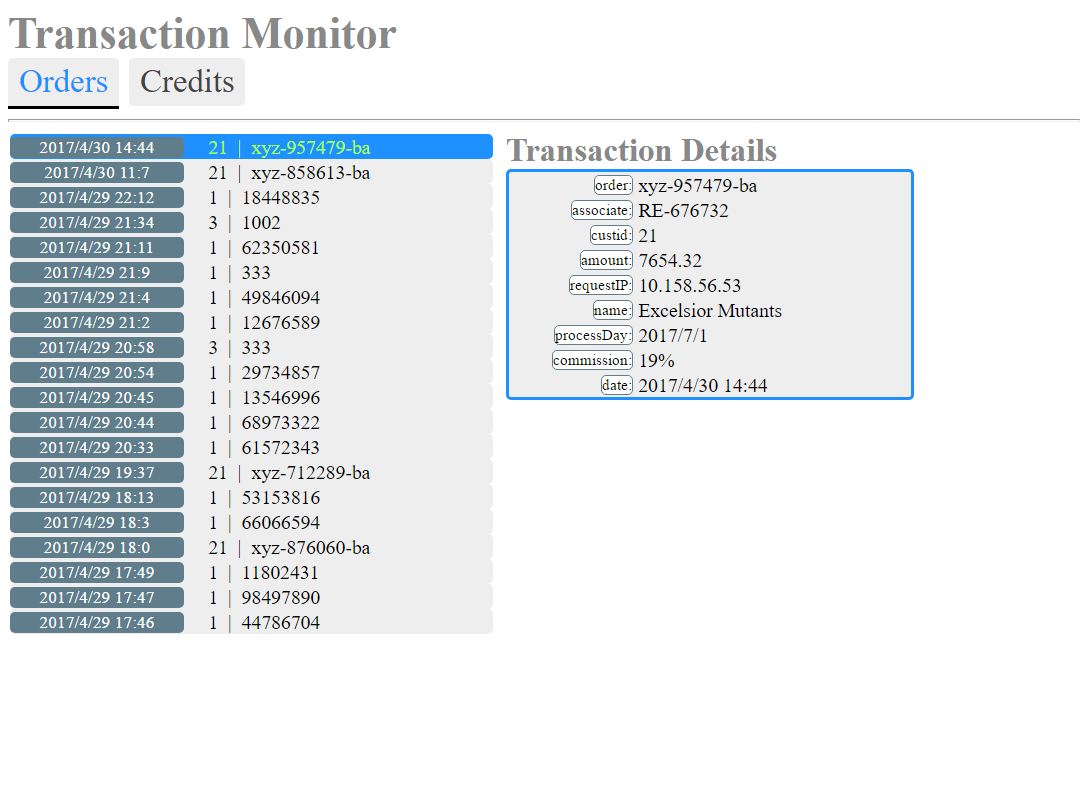 Transaction Monitor
Orders Credits
2017/4/30 14:44 21 | xyz-957479-ba
2017/4/30 11:7 21 | xyz-858613-ba
2017/4/29 22:12 1 | 18448835
2017/4/29 21:34 3 | 1002
2017/4/29 21:11 1 | 62350581
2017/4/29 21:9 1 | 333
2017/4/29 21:4 1 | 49846094
2017/4/29 21:2 1 | 12676589
2017/4/29 20:58 3 | 333
2017/4/29 20:54 1 | 29734857
2017/4/29 20:45 1 | 13546996
2017/4/29 20:44 1 | 68973322
2017/4/29 20:33 1 | 61572343
2017/4/29 19:37 21 | xyz-712289-ba
2017/4/29 18:13 1 | 53153816
2017/4/29 18:3 1 | 66066594
2017/4/29 18:0 21 | xyz-876060-ba
2017/4/29 17:49 1 | 11802431
2017/4/29 17:47 1 | 98497890
2017/4/29 17:46 1 | 44786704
Transaction Details
order: xyz-957479-ba
associate: RE-676732
custid: 21
amount: 7654.32
requestIP: 10.158.56.53
name: Excelsior Mutants
processDay: 2017/7/1
commission: 19%
date: 2017/4/30 14:44